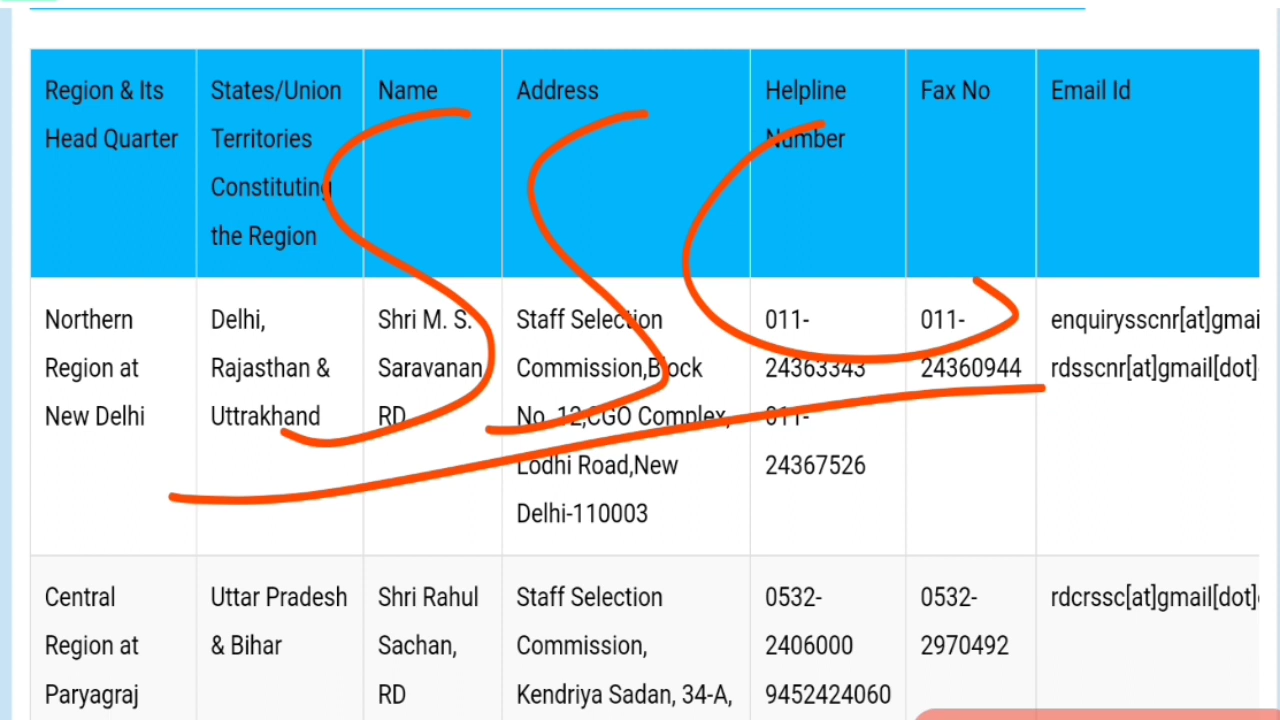 Region & Its
Head Quarter
States/Union
Territories
Constituting
the Region
Name
Address
Helpline
Number
Fax No
Email Id
Northern
Region at
New Delhi
Delhi,
Rajasthan &
Uttrakhand
Shri M. S.
Saravanan,
RD
Staff Selection
Commission,Block
No. 12,CGO Complex,
Lodhi Road,New
Delhi-110003
011-
24363343
011-
24367526
011-
24360944
enquirysscnr[at]gmai
rdsscnr[at]gmail[dot]
Central
Region at
Paryagraj
Uttar Pradesh
& Bihar
Shri Rahul
Sachan,
RD
Staff Selection
Commission,
Kendriya Sadan, 34-A,
0532-
2406000
9452424060
0532-
2970492
rdcrssc[at]gmail[dot]
SSC